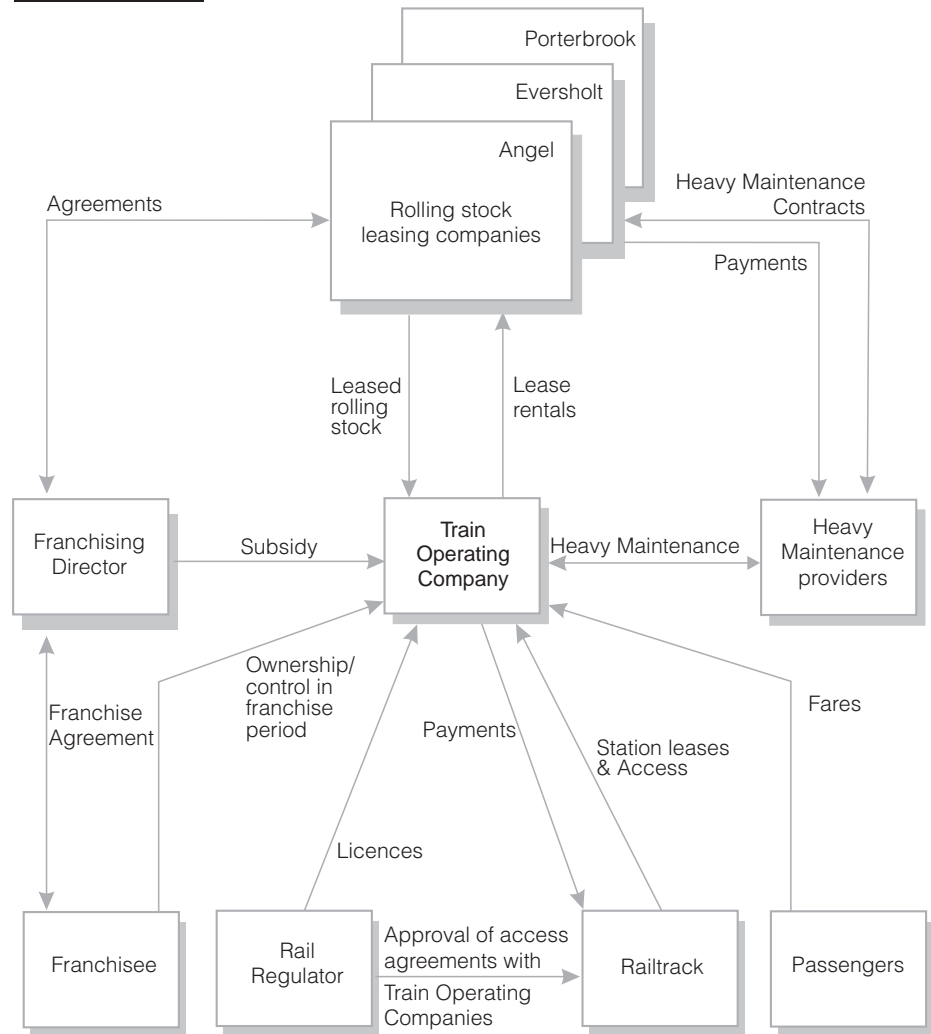 Porterbrook
Eversholt
Angel
Rolling stock
leasing companies
Agreements
Heavy Maintenance
Contracts
Payments
Leased
rolling
stock
Lease
rentals
Franchising
Director
Subsidy
Train
Operating
Company
Heavy Maintenance
Heavy
Maintenance
providers
Franchise
Agreement
Ownership/
control in
franchise
period
Payments
Station leases
& Access
Fares
Licences
Franchisee
Rail
Regulator
Approval of access
agreements with
Train Operating
Companies
Railtrack
Passengers